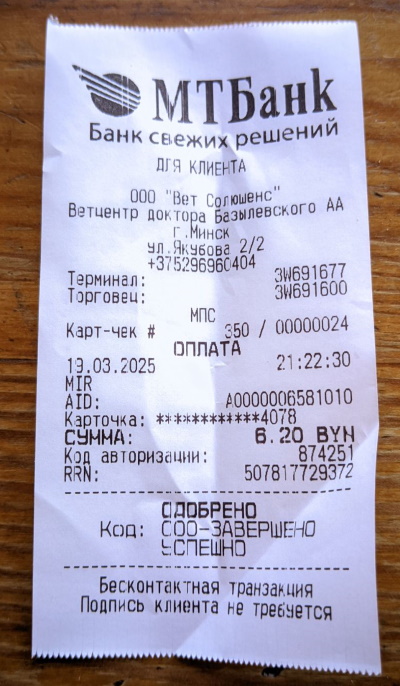 МТБанк
Банк свежих решений
ДЛЯ КЛИЕНТА
ООО "Вет Солюшенс"
Ветцентр доктора Базылевского АА
г.Минск
ул.Якубова 2/2
+375296960404
Терминал: 3W691677
Торговец: 3W691600
МПС
Карт-чек # 350 / 00000024
ОПЛАТА
19.03.2025 21:22:30
MIR
AID: A0000006581010
Карточка: ************4078
СУММА: 6.20 BYN
Код авторизации: 874251
RRN: 507817729372
ОДОБРЕНО
Код: 000-ЗАВЕРШЕНО
УСПЕШНО
Бесконтактная транзакция
Подпись клиента не требуется